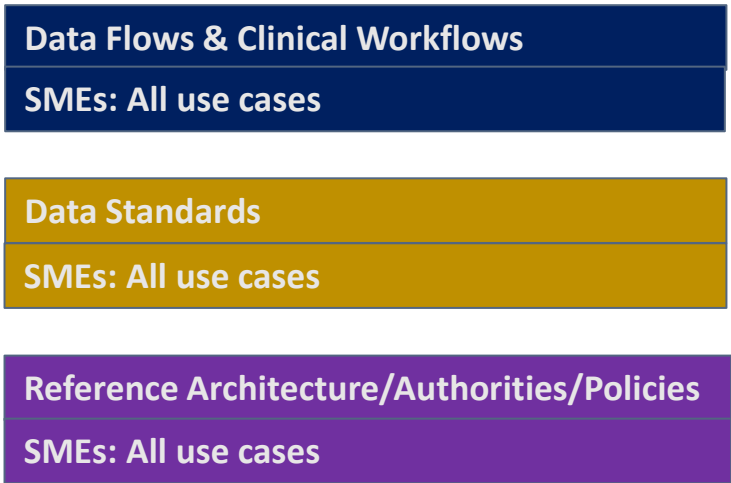 Data Flows & Clinical Workflows
SMEs: All use cases
Data Standards
SMEs: All use cases
Reference Architecture/Authorities/Policies
SMEs: All use cases